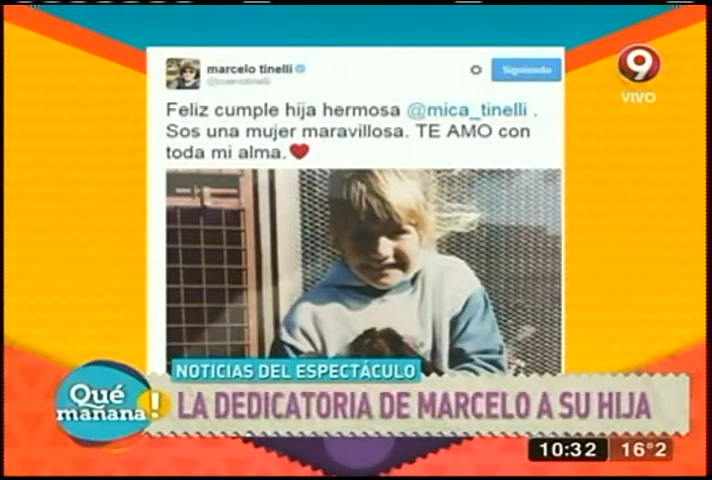 marcelo tinelli
Siguiendo
Feliz cumple hija hermosa @mica_tinelli .
Sos una mujer maravillosa. TE AMO con
toda mi alma.
9
VIVO
NOTICIAS DEL ESPECTÁCULO
Qué mañana!
LA DEDICATORIA DE MARCELO A SU HIJA
10:32 16°2